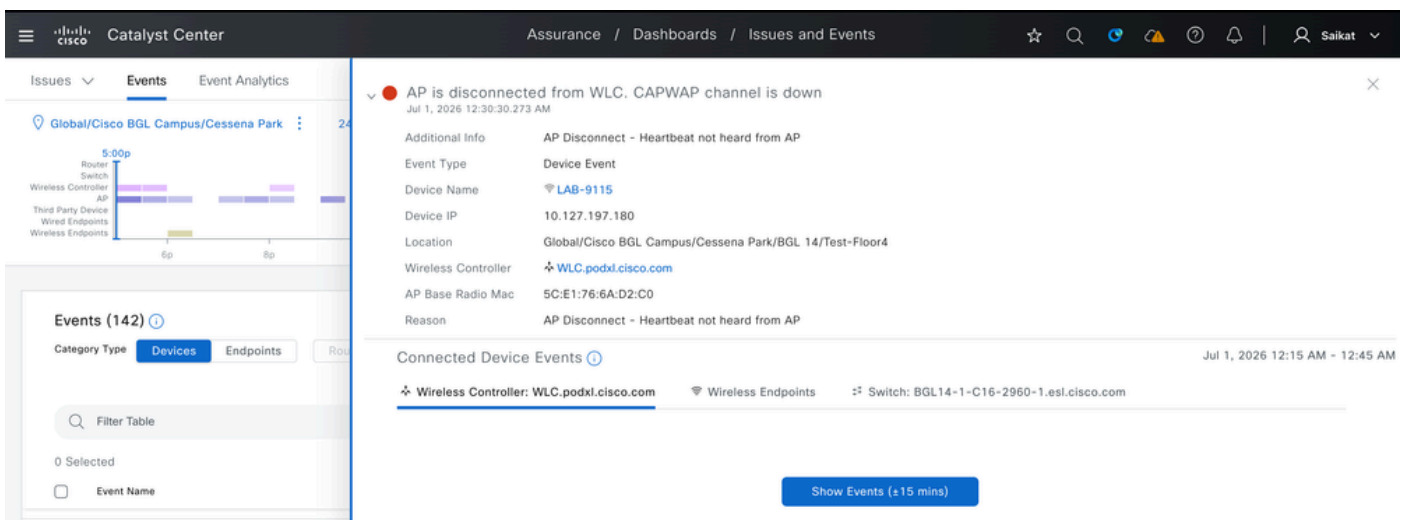 cisco Catalyst Center
Assurance / Dashboards / Issues and Events
Saikat
Issues
Events
Event Analytics
Global/Cisco BGL Campus/Cessena Park
24
5:00p
Router
Switch
Wireless Controller
AP
Third Party Device
Wired Endpoints
Wireless Endpoints
6p
8p
Events (142)
Category Type
Devices
Endpoints
Rou
Filter Table
0 Selected
Event Name
AP is disconnected from WLC. CAPWAP channel is down
Jul 1, 2026 12:30:30.273 AM
Additional Info AP Disconnect - Heartbeat not heard from AP
Event Type Device Event
Device Name LAB-9115
Device IP 10.127.197.180
Location Global/Cisco BGL Campus/Cessena Park/BGL 14/Test-Floor4
Wireless Controller WLC.podxl.cisco.com
AP Base Radio Mac 5C:E1:76:6A:D2:C0
Reason AP Disconnect - Heartbeat not heard from AP
Connected Device Events
Jul 1, 2026 12:15 AM - 12:45 AM
Wireless Controller: WLC.podxl.cisco.com
Wireless Endpoints
Switch: BGL14-1-C16-2960-1.esl.cisco.com
Show Events (±15 mins)